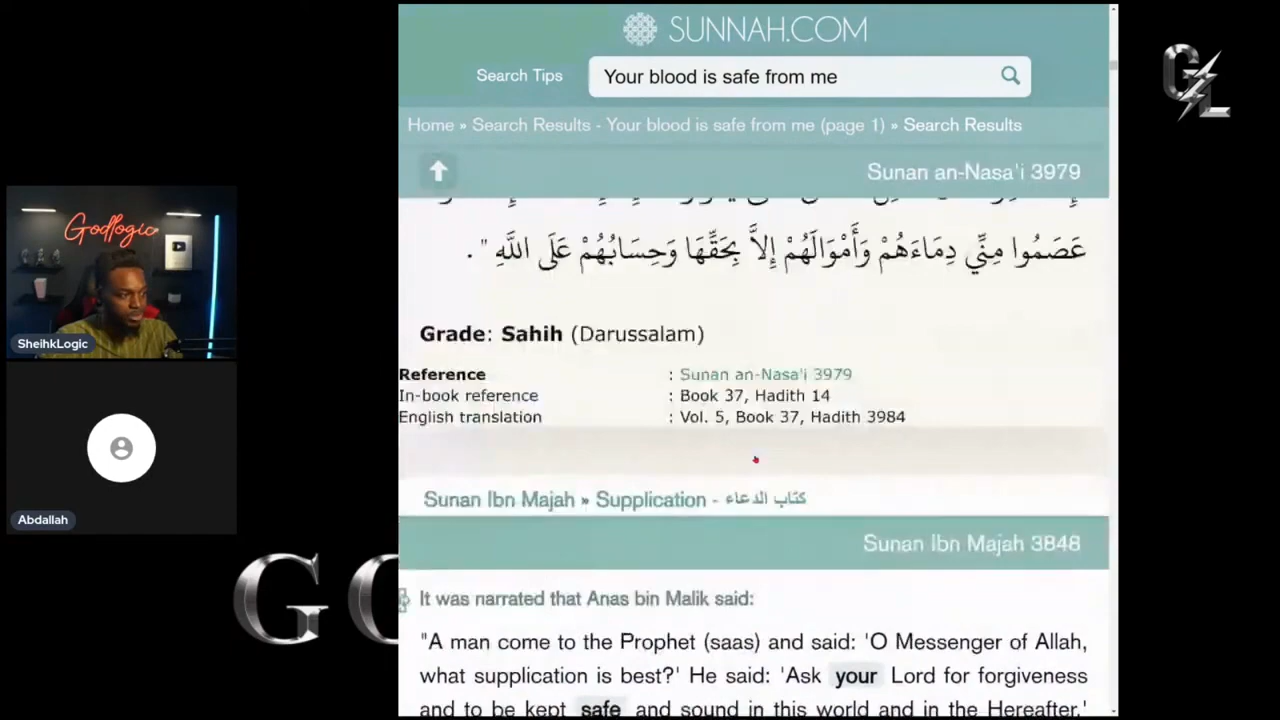 SUNNAH.COM
Search Tips
Your blood is safe from me
Home » Search Results - Your blood is safe from me (page 1) » Search Results
Sunan an-Nasa'i 3979
عَصَمُوا مِنِّي دِمَاءَهُمْ وَأَمْوَالَهُمْ إِلاَّ بِحَقِّهَا وَحِسَابُهُمْ عَلَى اللَّهِ ‏"‏ ‏.‏
Grade: Sahih (Darussalam)
Reference : Sunan an-Nasa'i 3979
In-book reference : Book 37, Hadith 14
English translation : Vol. 5, Book 37, Hadith 3984
Sunan Ibn Majah » Supplication - كتاب الدعاء
Sunan Ibn Majah 3848
It was narrated that Anas bin Malik said:
"A man come to the Prophet (saas) and said: 'O Messenger of Allah,
what supplication is best?' He said: 'Ask your Lord for forgiveness
and to be kept safe and sound in this world and in the Hereafter.'
Godlogic
SheihkLogic
Abdallah
GL
GO